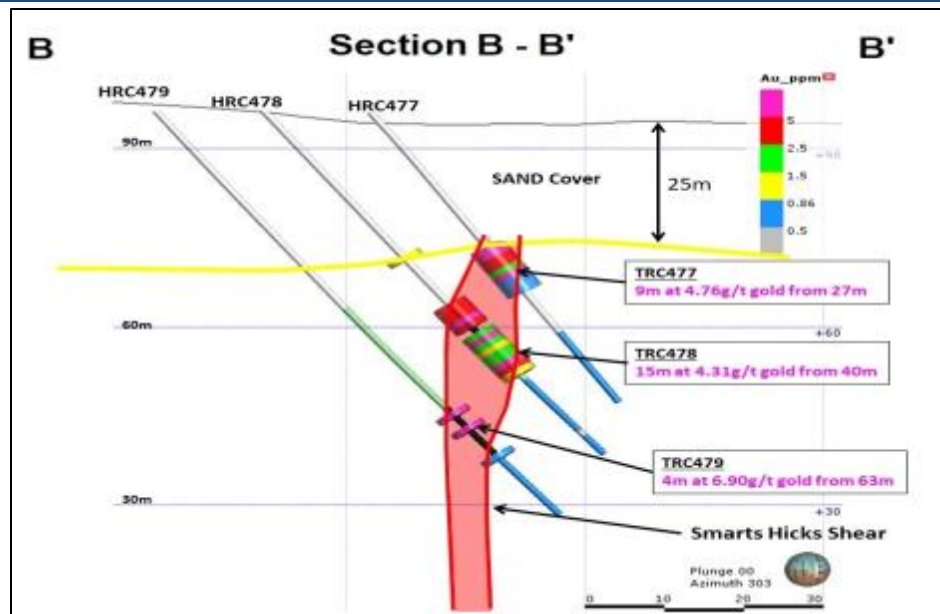 B
Section B - B'
B'
HRC479
HRC478
HRC477
Au_ppm
5
2.5
1.5
0.86
0.5
90m
+90
SAND Cover
25m
TRC477
9m at 4.76g/t gold from 27m
60m
+60
TRC478
15m at 4.31g/t gold from 40m
TRC479
4m at 6.90g/t gold from 63m
30m
+30
Smarts Hicks Shear
Plunge 00
Azimuth 303
0
10
20
30